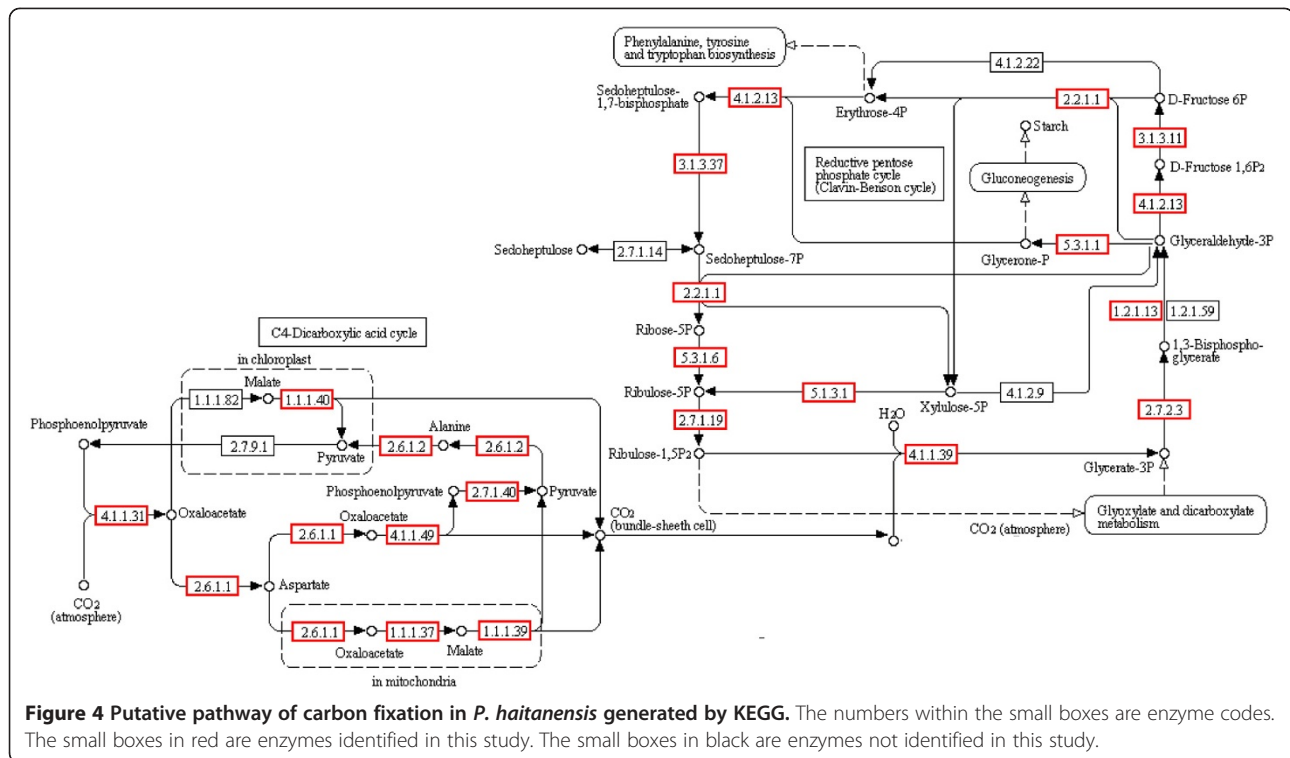 Phenylalanine, tyrosine
and tryptophan biosynthesis
4.1.2.22
Sedoheptulose-
1,7-bisphosphate
4.1.2.13
Erythrose-4P
2.2.1.1
D-Fructose 6P
Starch
3.1.3.11
3.1.3.37
Reductive pentose
phosphate cycle
(Clavin-Benson cycle)
Gluconeogenesis
D-Fructose 1,6P2
4.1.2.13
Sedoheptulose
2.7.1.14
Sedoheptulose-7P
Glycerone-P
5.3.1.1
Glyceraldehyde-3P
2.2.1.1
1.2.1.13
1.2.1.59
C4-Dicarboxylic acid cycle
Ribose-5P
1,3-Bisphospho-
glycerate
in chloroplast
5.3.1.6
Malate
1.1.1.82
1.1.1.40
Ribulose-5P
5.1.3.1
Xylulose-5P
4.1.2.9
2.7.2.3
Phosphoenolpyruvate
2.7.9.1
Pyruvate
2.6.1.2
Alanine
2.6.1.2
2.7.1.19
H2O
Ribulose-1,5P2
4.1.1.39
Glycerate-3P
Phosphoenolpyruvate
2.7.1.40
Pyruvate
4.1.1.31
Oxaloacetate
Oxaloacetate
CO2
(bundle-sheeth cell)
2.6.1.1
4.1.1.49
CO2 (atmosphere)
Glyoxylate and dicarboxylate
metabolism
2.6.1.1
Aspartate
CO2
(atmosphere)
2.6.1.1
1.1.1.37
1.1.1.39
Oxaloacetate
Malate
in mitochondria
Figure 4 Putative pathway of carbon fixation in P. haitanensis generated by KEGG. The numbers within the small boxes are enzyme codes.
The small boxes in red are enzymes identified in this study. The small boxes in black are enzymes not identified in this study.